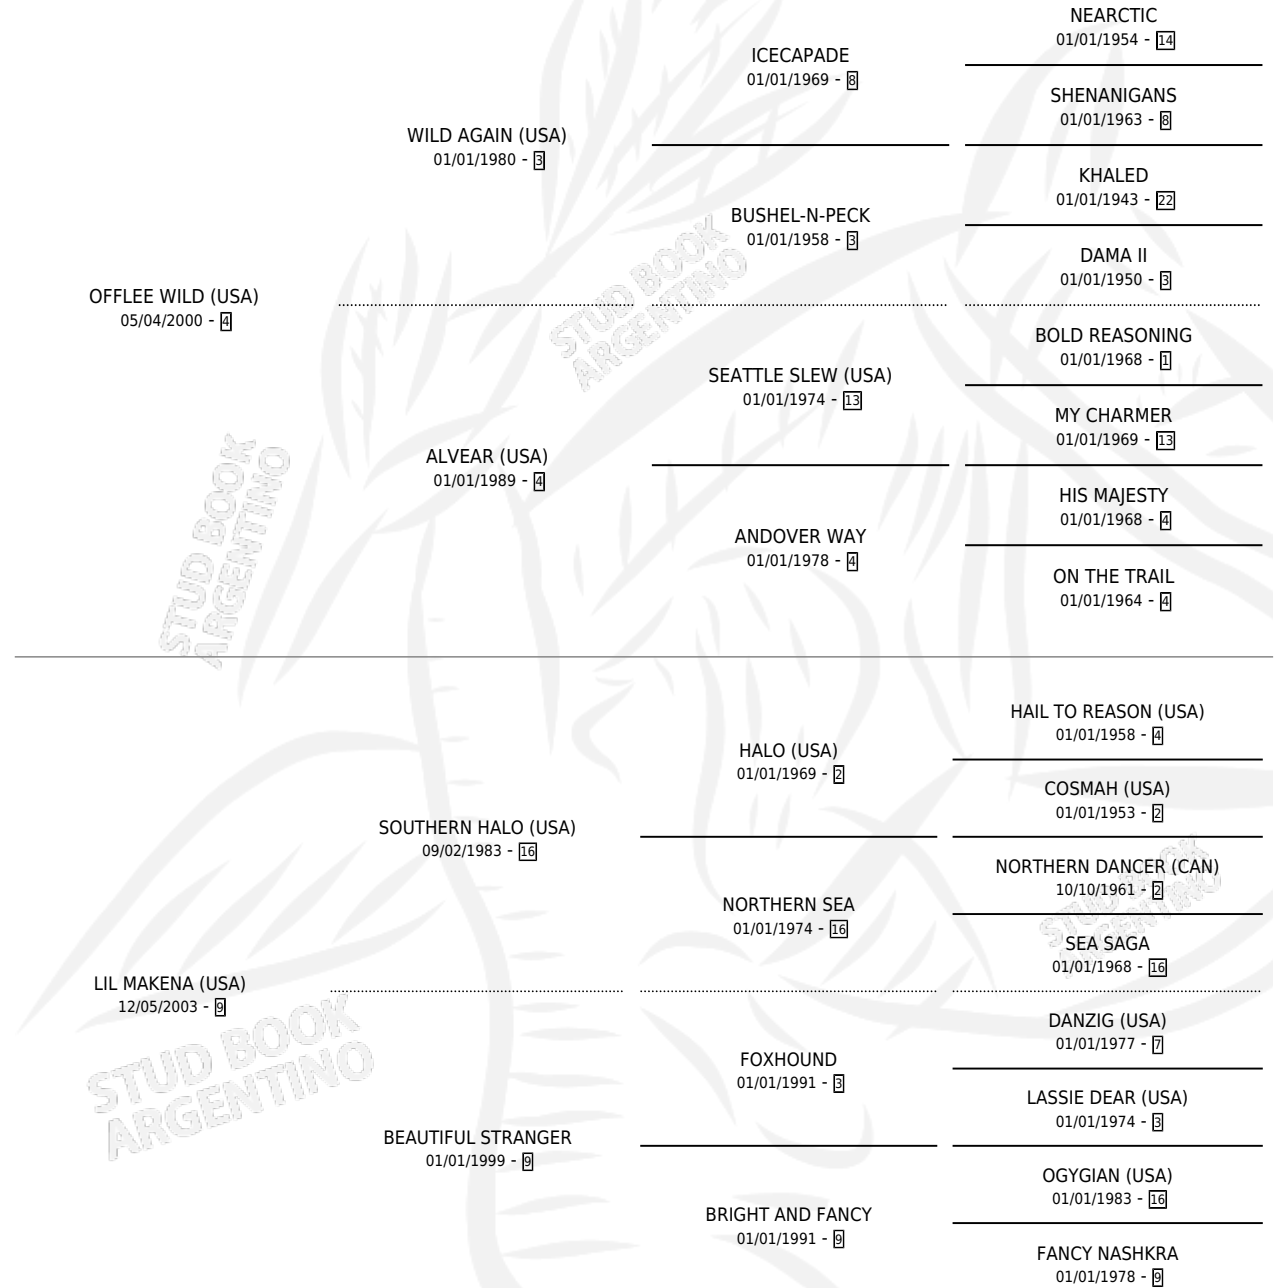 NEARCTIC
01/01/1954 - 14
ICECAPADE
01/01/1969 - 8
SHENANIGANS
01/01/1963 - 8
WILD AGAIN (USA)
01/01/1980 - 3
KHALED
01/01/1943 - 22
BUSHEL-N-PECK
01/01/1958 - 3
DAMA II
01/01/1950 - 3
OFFLEE WILD (USA)
05/04/2000 - 4
BOLD REASONING
01/01/1968 - 1
SEATTLE SLEW (USA)
01/01/1974 - 13
MY CHARMER
01/01/1969 - 13
ALVEAR (USA)
01/01/1989 - 4
HIS MAJESTY
01/01/1968 - 4
ANDOVER WAY
01/01/1978 - 4
ON THE TRAIL
01/01/1964 - 4
HAIL TO REASON (USA)
01/01/1958 - 4
HALO (USA)
01/01/1969 - 2
COSMAH (USA)
01/01/1953 - 2
SOUTHERN HALO (USA)
09/02/1983 - 16
NORTHERN DANCER (CAN)
10/10/1961 - 2
NORTHERN SEA
01/01/1974 - 16
SEA SAGA
01/01/1968 - 16
LIL MAKENA (USA)
12/05/2003 - 9
DANZIG (USA)
01/01/1977 - 7
FOXHOUND
01/01/1991 - 3
LASSIE DEAR (USA)
01/01/1974 - 3
BEAUTIFUL STRANGER
01/01/1999 - 9
OGYGIAN (USA)
01/01/1983 - 16
BRIGHT AND FANCY
01/01/1991 - 9
FANCY NASHKRA
01/01/1978 - 9
STUD BOOK
ARGENTINO
STUD BOOK
ARGENTINO
STUD BOOK
ARGENTINO
STUD BOOK
ARGENTINO